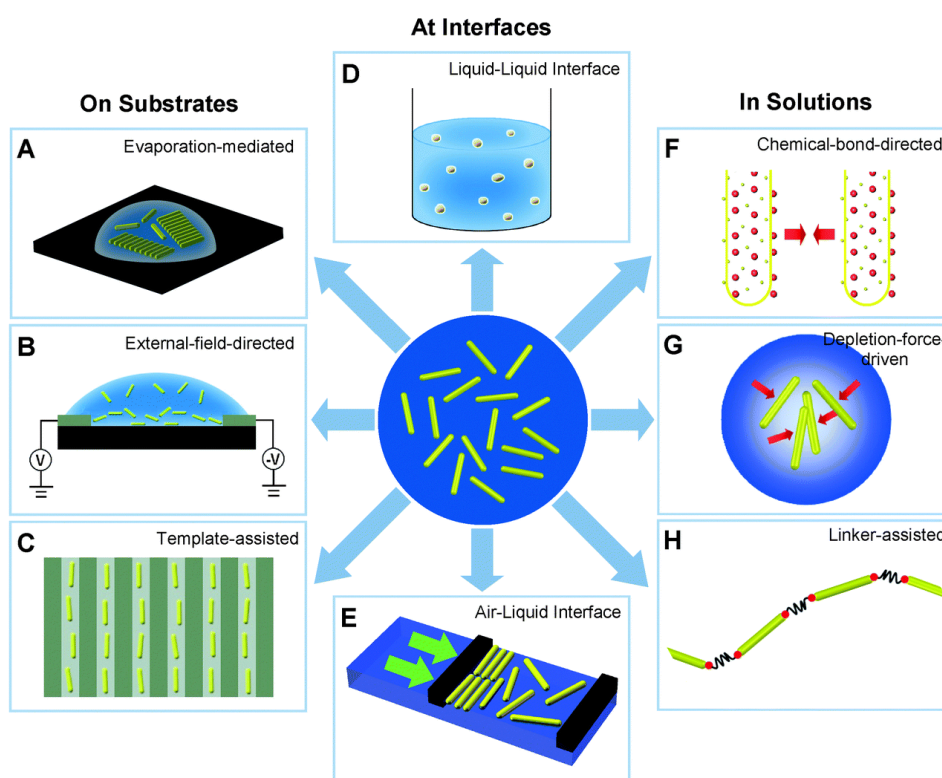 At Interfaces
On Substrates
In Solutions
A
Evaporation-mediated
B
External-field-directed
V
-V
C
Template-assisted
D
Liquid-Liquid Interface
E
Air-Liquid Interface
F
Chemical-bond-directed
G
Depletion-force-
driven
H
Linker-assisted